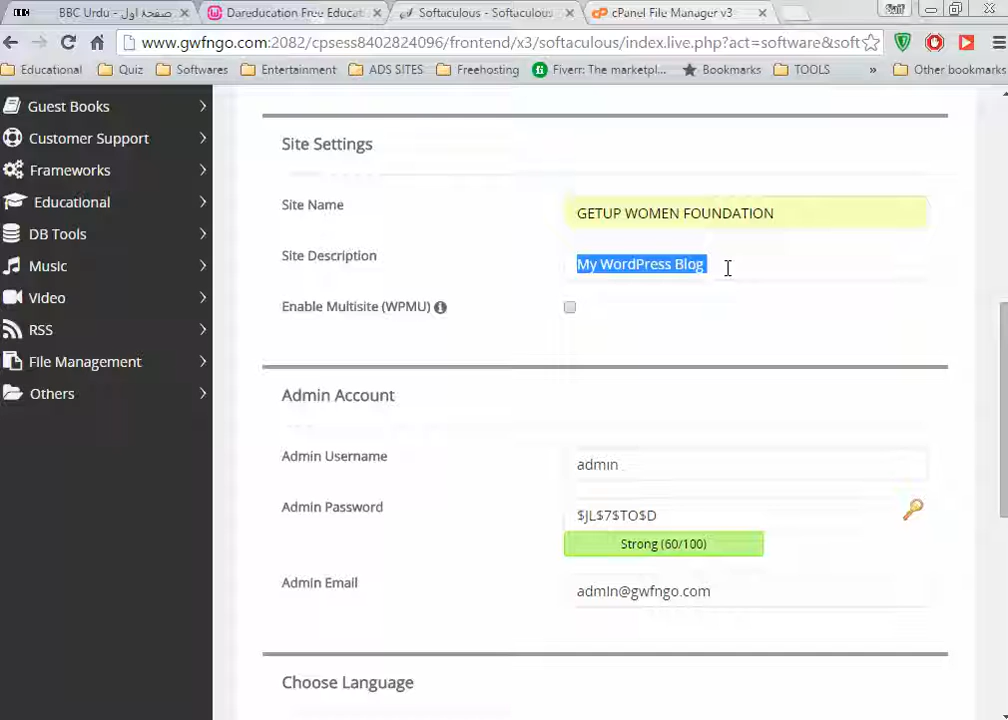 BBC Urdu - صفحۂ اول
Dareducation Free Educat
Softaculous - Softaculous
cPanel File Manager v3
Saif
www.gwfngo.com:2082/cpsess8402824096/frontend/x3/softaculous/index.live.php?act=software&soft
Educational
Quiz
Softwares
Entertainment
ADS SITES
Freehosting
Fiverr: The marketpl...
Bookmarks
TOOLS
»
Other bookmarks
Guest Books
Customer Support
Frameworks
Educational
DB Tools
Music
Video
RSS
File Management
Others
Site Settings
Site Name
GETUP WOMEN FOUNDATION
Site Description
My WordPress Blog
Enable Multisite (WPMU)
Admin Account
Admin Username
admin
Admin Password
$JL$7$TO$D
Strong (60/100)
Admin Email
admin@gwfngo.com
Choose Language